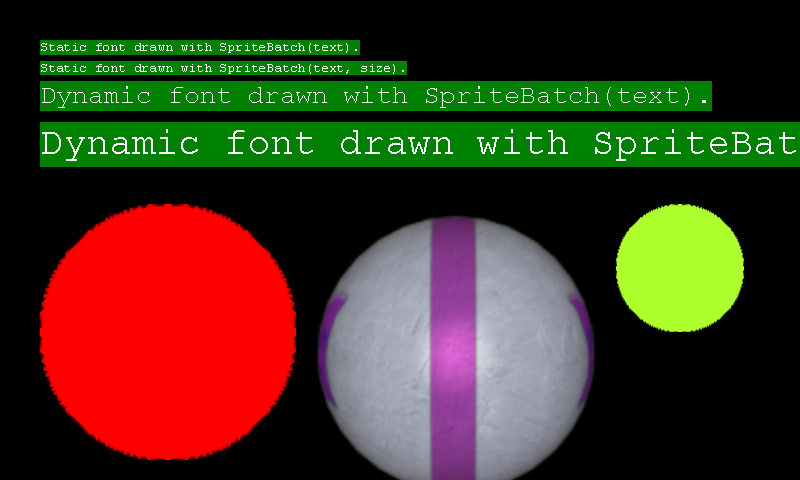 Static font drawn with SpriteBatch(text).
Static font drawn with SpriteBatch(text, size).
Dynamic font drawn with SpriteBatch(text).
Dynamic font drawn with SpriteBat